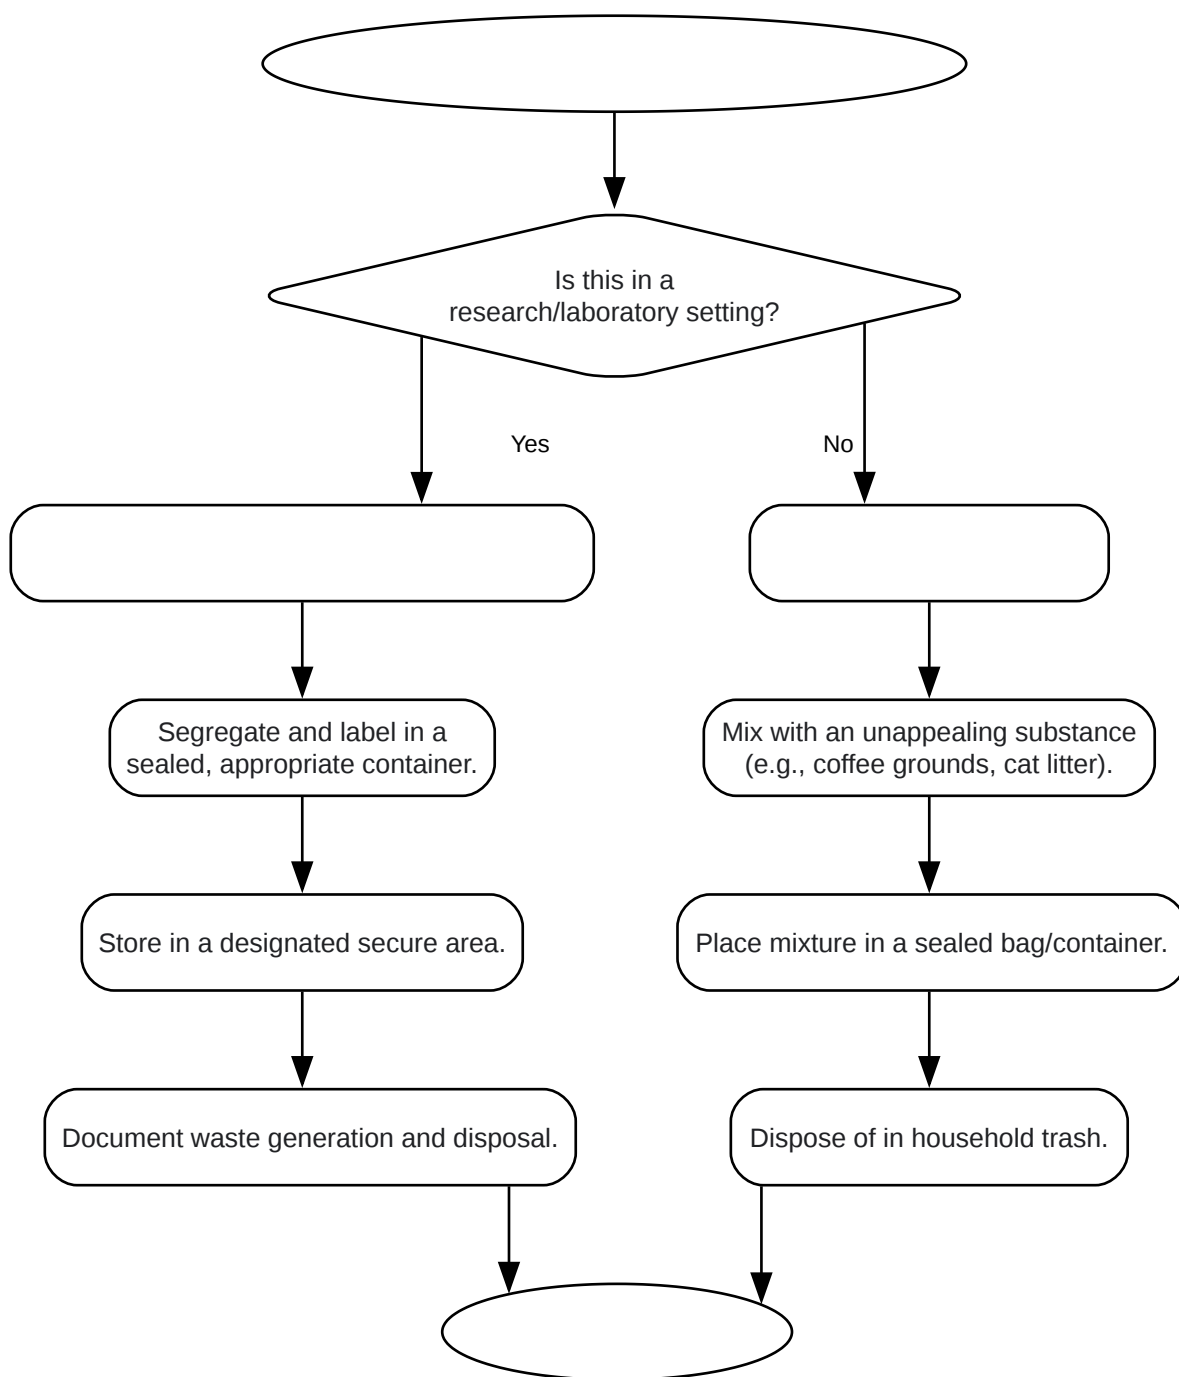 Is this in a
research/laboratory setting?
Yes
No
Segregate and label in a
sealed, appropriate container.
Mix with an unappealing substance
(e.g., coffee grounds, cat litter).
Store in a designated secure area.
Place mixture in a sealed bag/container.
Document waste generation and disposal.
Dispose of in household trash.